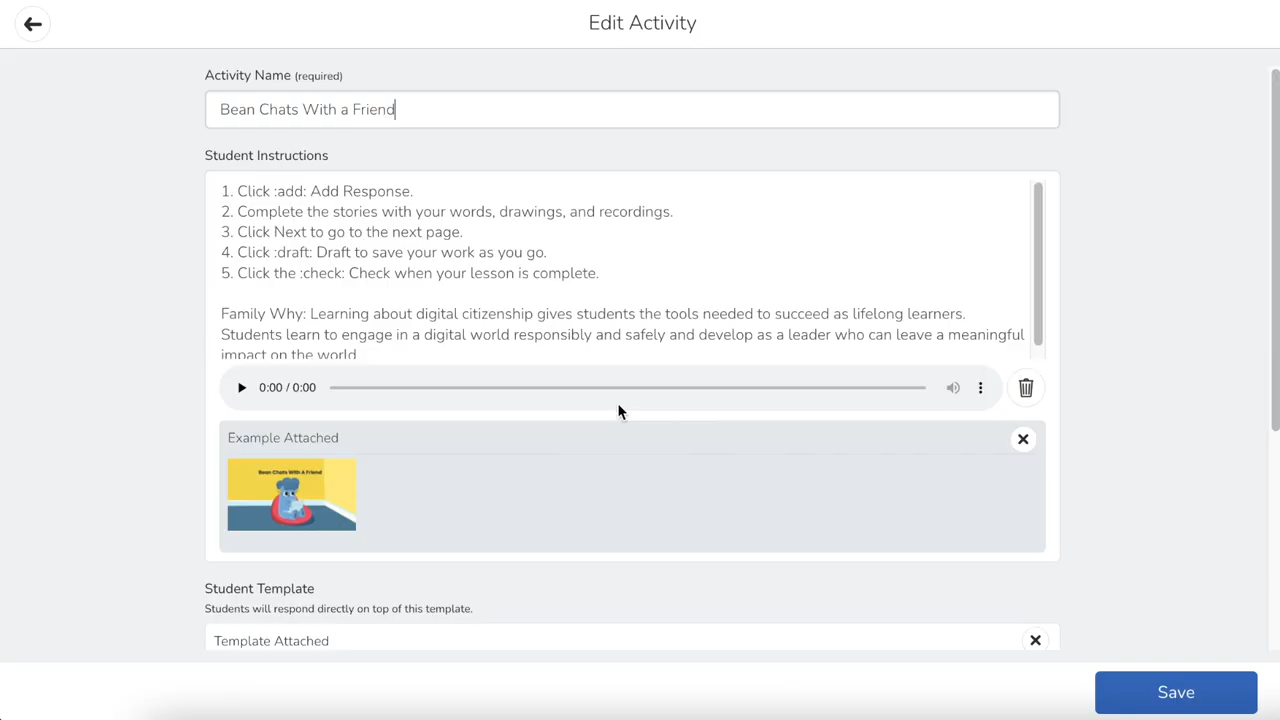 Edit Activity
Activity Name (required)
Bean Chats With a Friend
Student Instructions
1. Click :add: Add Response.
2. Complete the stories with your words, drawings, and recordings.
3. Click Next to go to the next page.
4. Click :draft: Draft to save your work as you go.
5. Click the :check: Check when your lesson is complete.
Family Why: Learning about digital citizenship gives students the tools needed to succeed as lifelong learners.
Students learn to engage in a digital world responsibly and safely and develop as a leader who can leave a meaningful
impact on the world
0:00 / 0:00
Example Attached
Bean Chats With A Friend
Student Template
Students will respond directly on top of this template.
Template Attached
Save